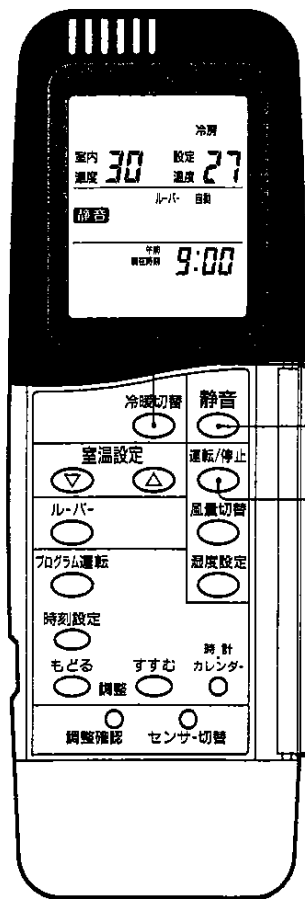 冷房
室内 30 設定 27
温度 温度
ルーバー 自動
静音
午前
現在時刻 9:00
冷暖切替 静音
室温設定 運転/停止
▽ △
ルーバー 風量切替
プログラム運転 湿度設定
時刻設定
もどる 調整 すすむ 時計
カレンダー
調整確認 センサー切替